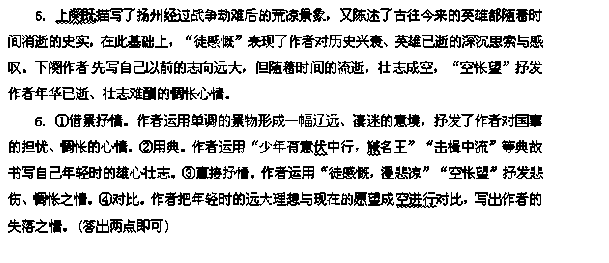 5．上阕既描写了扬州经过战争劫难后的荒凉景象，又陈述了古往今来的英雄都随着时
间消逝的史实，在此基础上，“徒感慨”表现了作者对历史兴衰、英雄已逝的深沉思索与感
叹。下阕作者先写自己以前的志向远大，但随着时间的流逝，壮志成空，“空怅望”抒发
作者年华已逝、壮志难酬的惆怅心情。
6．①借景抒情。作者运用单调的景物形成一幅辽远、凄迷的意境，抒发了作者对国事
的担忧、惆怅的心情。②用典。作者运用“少年有意伏中行，馘名王”“击楫中流”等典故
书写自己年轻时的雄心壮志。③直接抒情。作者运用“徒感慨，漫悲凉”“空怅望”抒发悲
伤、惆怅之情。④对比。作者把年轻时的远大理想与现在的愿望成空进行对比，写出作者的
失落之情。(答出两点即可)